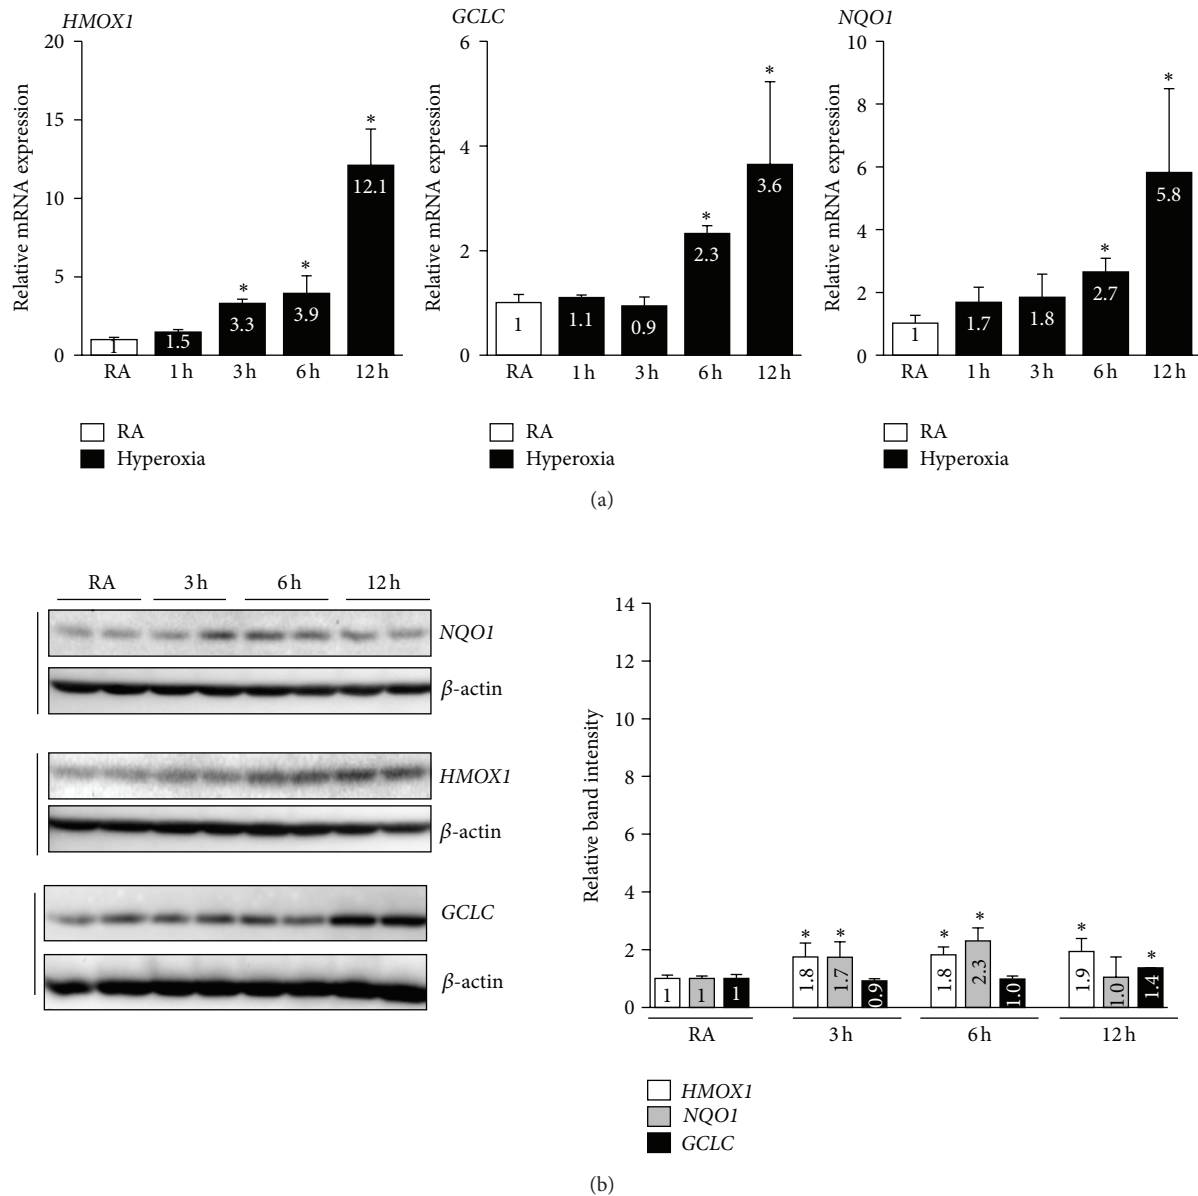 HMOX1
20
15
10
5
0
Relative mRNA expression
1
1.5
3.3
*
3.9
*
12.1
*
RA 1 h 3 h 6 h 12 h
RA
Hyperoxia
GCLC
6
4
2
0
Relative mRNA expression
1
1.1
0.9
2.3
*
3.6
*
RA 1 h 3 h 6 h 12 h
RA
Hyperoxia
NQO1
10
8
6
4
2
0
Relative mRNA expression
1
1.7
1.8
2.7
*
5.8
*
RA 1 h 3 h 6 h 12 h
RA
Hyperoxia
(a)
RA 3 h 6 h 12 h
NQO1
β-actin
HMOX1
β-actin
GCLC
β-actin
14
12
10
8
6
4
2
0
Relative band intensity
* * * * * *
1 1 1 1.8 1.7 0.9 1.8 2.3 1.0 1.9 1.0 1.4
RA 3 h 6 h 12 h
HMOX1
NQO1
GCLC
(b)